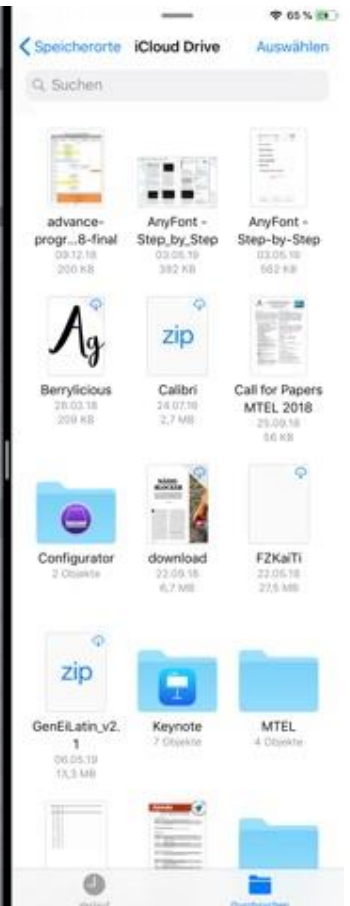 65 %
Speicherorte
iCloud Drive
Auswählen
Suchen
advance-
progr...8-final
09.12.18
200 KB
AnyFont -
Step_by_Step
03.05.19
392 KB
AnyFont -
Step-by-Step
03.05.19
562 KB
Ag
Berrylicious
28.03.18
209 KB
zip
Calibri
24.07.16
2,7 MB
Call for Papers
MTEL 2018
25.09.18
56 KB
Configurator
2 Objekte
download
22.09.18
6,7 MB
FZKaiTi
22.05.18
27,5 MB
zip
GenEiLatin_v2.
1
06.05.19
13,3 MB
Keynote
7 Objekte
MTEL
4 Objekte
Verlauf
Durchsuchen